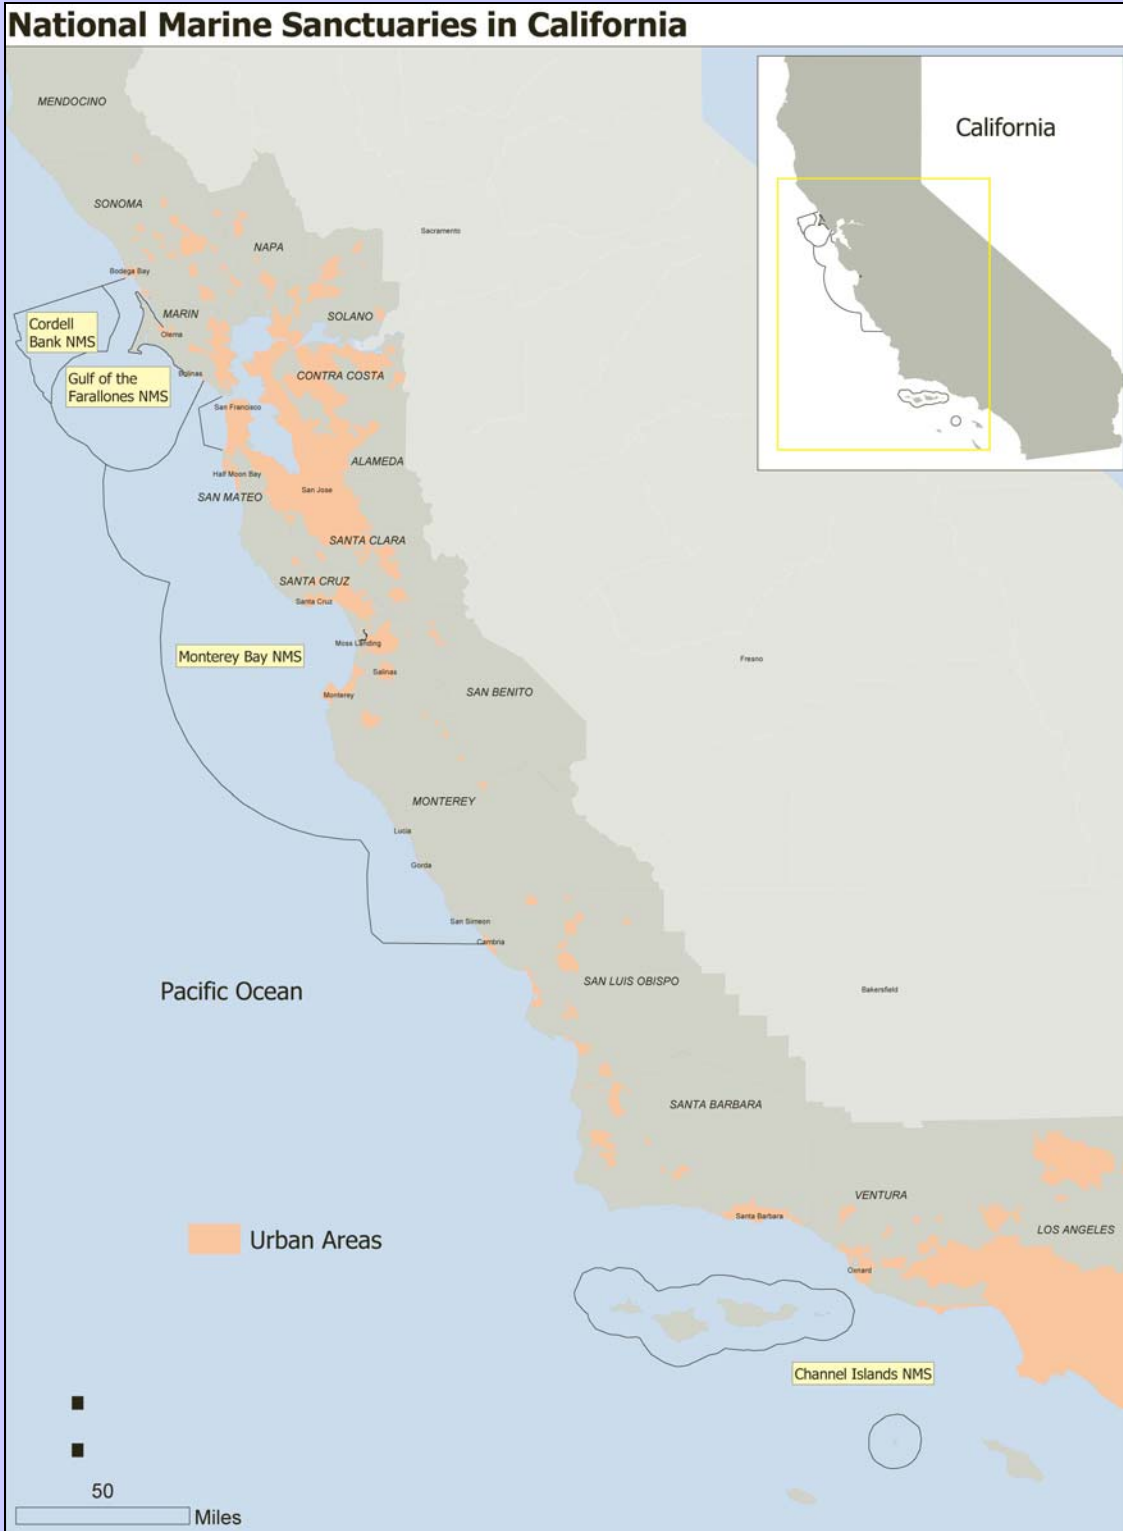 National Marine Sanctuaries in California
MENDOCINO
California
SONOMA
Sacramento
NAPA
Bodega Bay
MARIN
SOLANO
Cordell
Bank NMS
Olema
Bolinas
CONTRA COSTA
Gulf of the
Farallones NMS
San Francisco
ALAMEDA
Half Moon Bay
San Jose
SAN MATEO
SANTA CLARA
SANTA CRUZ
Santa Cruz
Moss Landing
Monterey Bay NMS
Fresno
Salinas
Monterey
SAN BENITO
MONTEREY
Lucia
Gorda
San Simeon
Cambria
SAN LUIS OBISPO
Pacific Ocean
Bakersfield
SANTA BARBARA
VENTURA
Santa Barbara
LOS ANGELES
Urban Areas
Oxnard
Channel Islands NMS
50
Miles